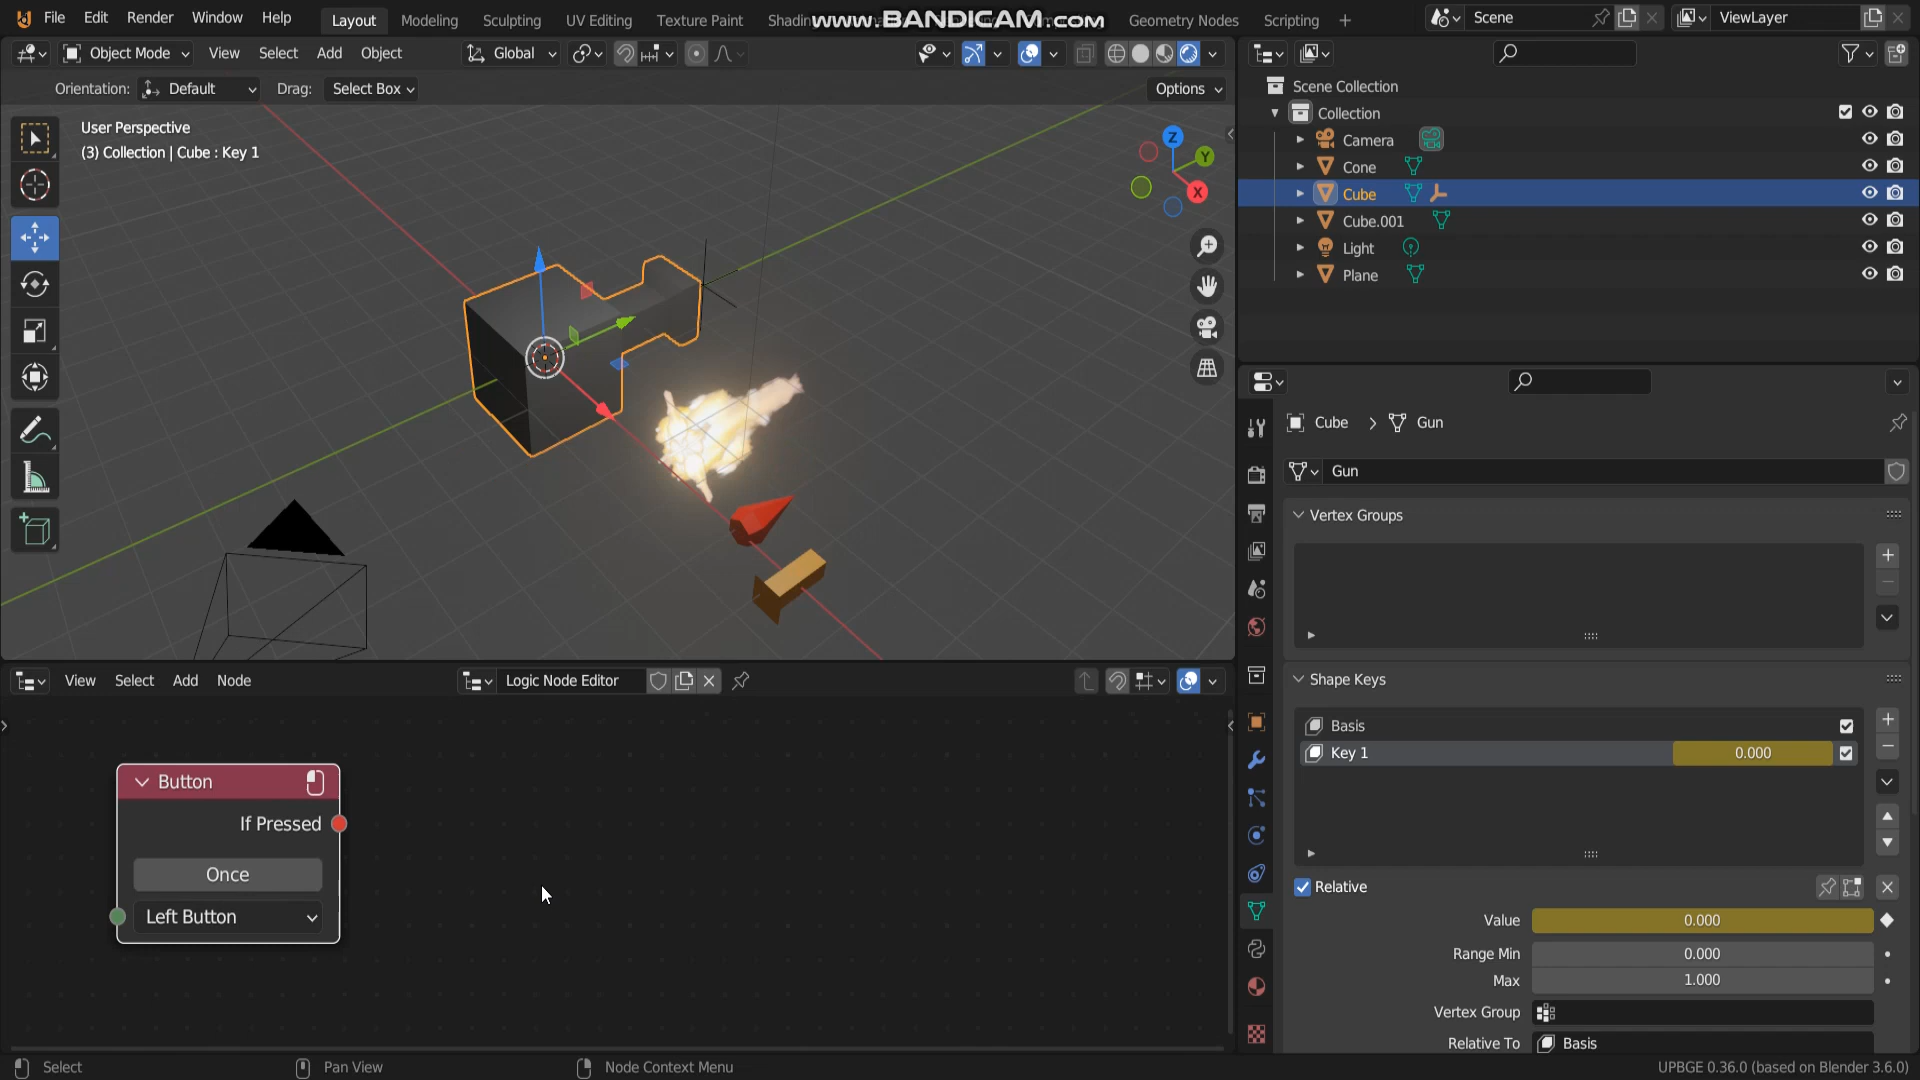 File Edit Render Window Help
Layout Modeling Sculpting UV Editing Texture Paint Shadin
www.BANDICAM.com
Geometry Nodes Scripting +
Scene
ViewLayer
Object Mode View Select Add Object
Global
Orientation: Default Drag: Select Box
Options
User Perspective
(3) Collection | Cube : Key 1
Z
Y
X
Scene Collection
Collection
Camera
Cone
Cube
Cube.001
Light
Plane
Cube > Gun
Gun
Vertex Groups
Shape Keys
Basis
Key 1 0.000
Relative
Value 0.000
Range Min 0.000
Max 1.000
Vertex Group
Relative To Basis
View Select Add Node
Logic Node Editor
Button
If Pressed
Once
Left Button
Select
Pan View
Node Context Menu
UPBGE 0.36.0 (based on Blender 3.6.0)